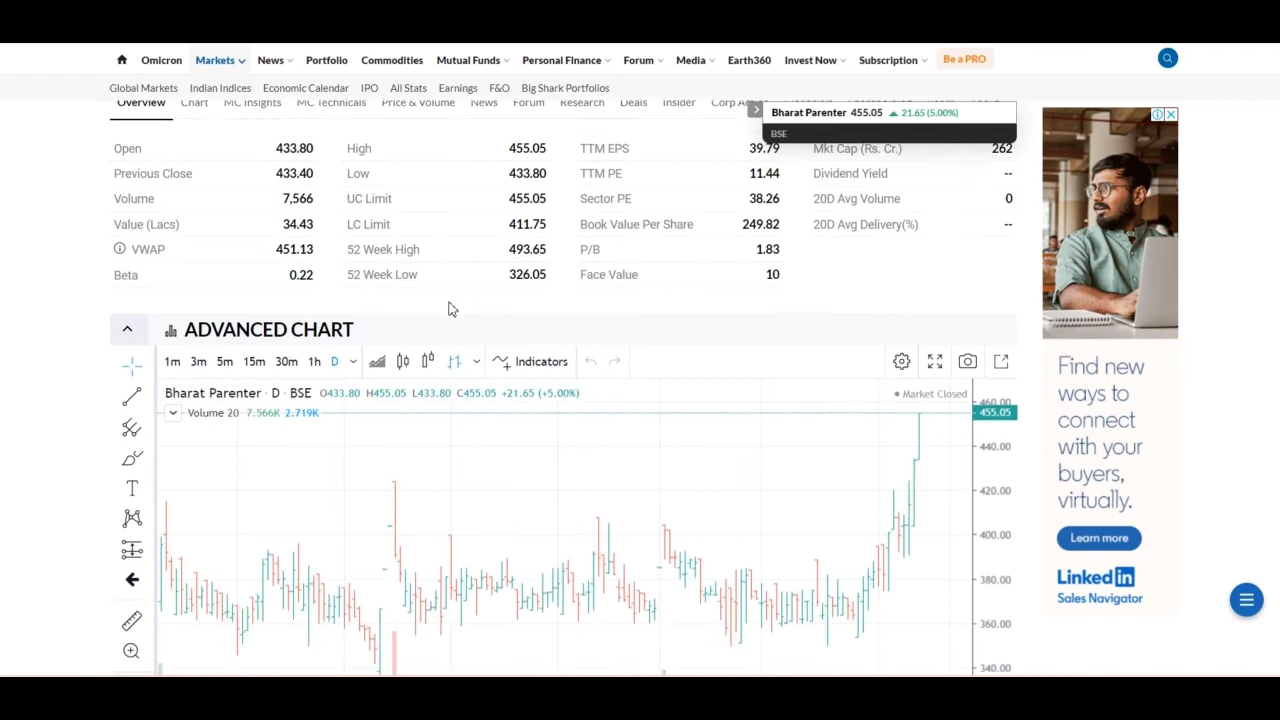 Omicron Markets News Portfolio Commodities Mutual Funds Personal Finance Forum Media Earth360 Invest Now Subscription Be a PRO
Global Markets Indian Indices Economic Calendar IPO All Stats Earnings F&O Big Shark Portfolios
Overview Chart MC Insights MC Technicals Price & Volume News Forum Research Deals Insider
Bharat Parenter 455.05 21.65 (5.00%)
BSE
Open 433.80 High 455.05 TTM EPS 39.79 Mkt Cap (Rs. Cr.) 262
Previous Close 433.40 Low 433.80 TTM PE 11.44 Dividend Yield --
Volume 7,566 UC Limit 455.05 Sector PE 38.26 20D Avg Volume 0
Value (Lacs) 34.43 LC Limit 411.75 Book Value Per Share 249.82 20D Avg Delivery(%) --
VWAP 451.13 52 Week High 493.65 P/B 1.83
Beta 0.22 52 Week Low 326.05 Face Value 10
ADVANCED CHART
1m 3m 5m 15m 30m 1h D Indicators
Bharat Parenter · D · BSE O433.80 H455.05 L433.80 C455.05 +21.65 (+5.00%) Market Closed
Volume 20 7.566K 2.719K
460.00
455.05
440.00
420.00
400.00
380.00
360.00
340.00
T
Find new
ways to
connect
with your
buyers,
virtually.
Learn more
Linked in
Sales Navigator